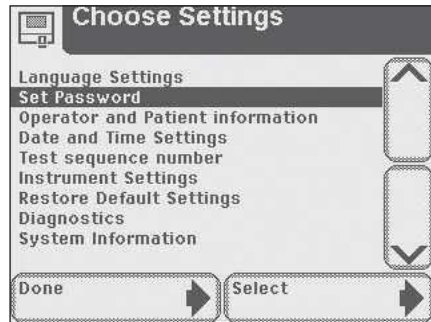 Choose Settings
Language Settings
Set Password
Operator and Patient information
Date and Time Settings
Test sequence number
Instrument Settings
Restore Default Settings
Diagnostics
System Information
Done
Select